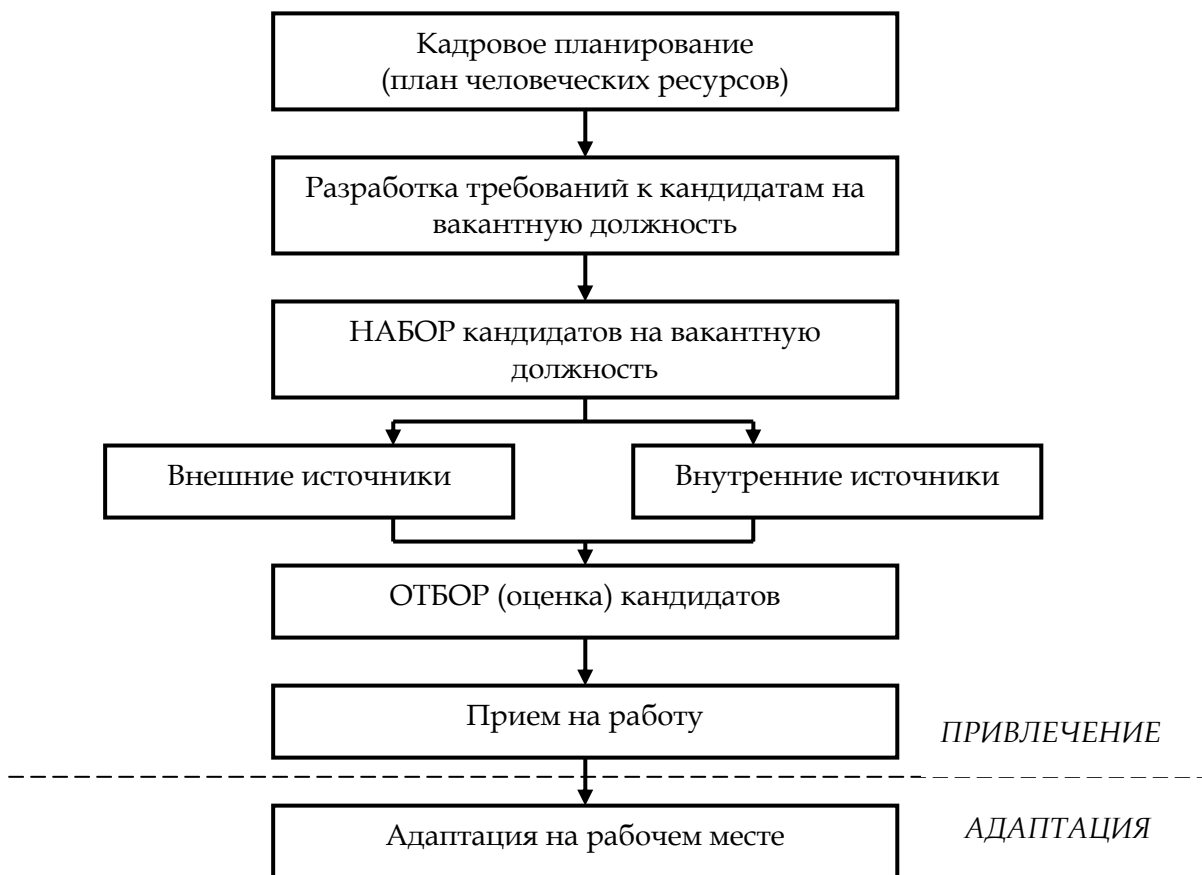 Кадровое планирование
(план человеческих ресурсов)
Разработка требований к кандидатам на
вакантную должность
НАБОР кандидатов на вакантную
должность
Внешние источники
Внутренние источники
ОТБОР (оценка) кандидатов
Прием на работу
ПРИВЛЕЧЕНИЕ
Адаптация на рабочем месте
АДАПТАЦИЯ